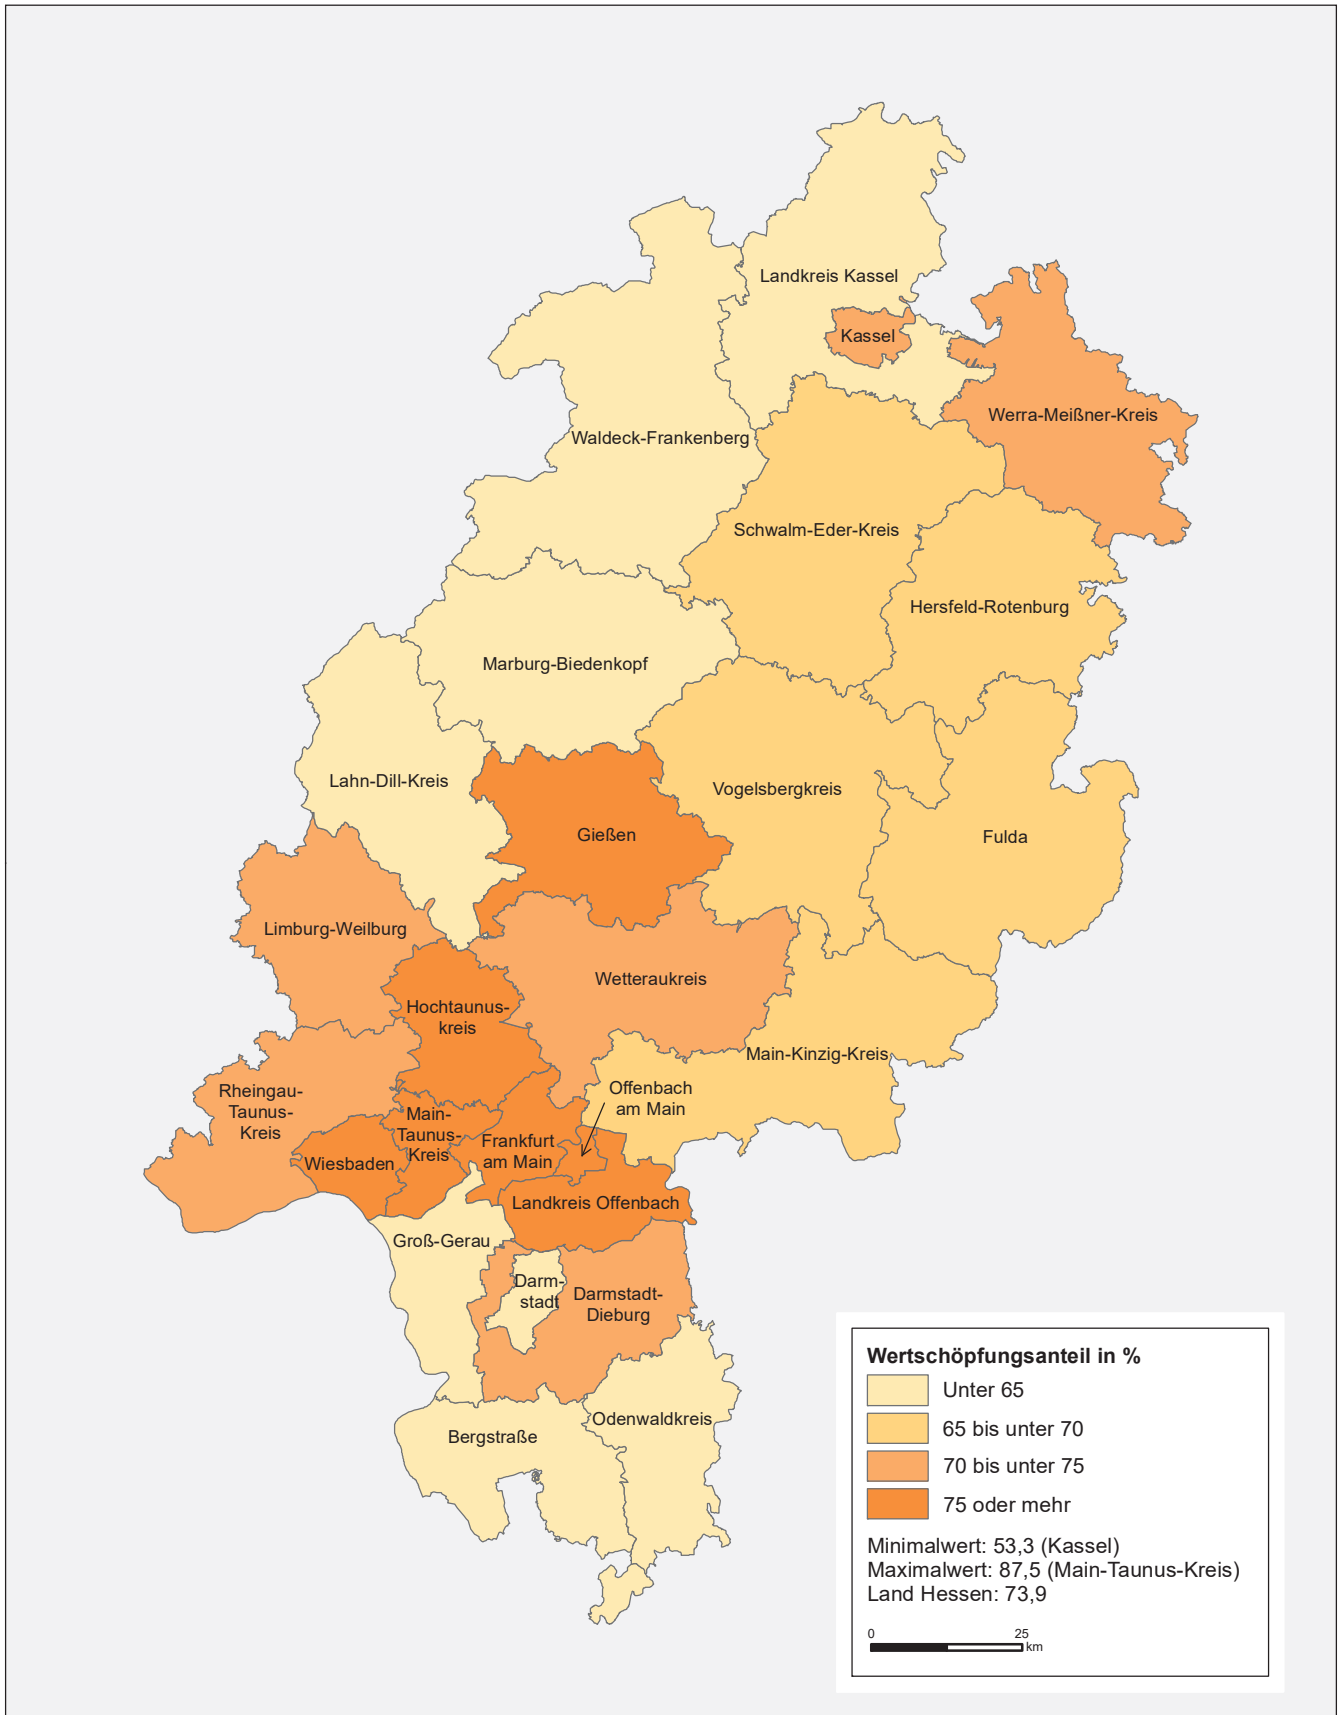 Landkreis Kassel
Kassel
Werra-Meißner-Kreis
Waldeck-Frankenberg
Schwalm-Eder-Kreis
Hersfeld-Rotenburg
Marburg-Biedenkopf
Lahn-Dill-Kreis
Vogelsbergkreis
Gießen
Fulda
Limburg-Weilburg
Wetteraukreis
Hochtaunus-
kreis
Main-Kinzig-Kreis
Rheingau-
Taunus-
Kreis
Offenbach
am Main
Main-
Taunus-
Kreis
Frankfurt
am Main
Wiesbaden
Landkreis Offenbach
Groß-Gerau
Darm-
stadt
Darmstadt-
Dieburg
Odenwaldkreis
Bergstraße
Wertschöpfungsanteil in %
Unter 65
65 bis unter 70
70 bis unter 75
75 oder mehr
Minimalwert: 53,3 (Kassel)
Maximalwert: 87,5 (Main-Taunus-Kreis)
Land Hessen: 73,9
0 25
km